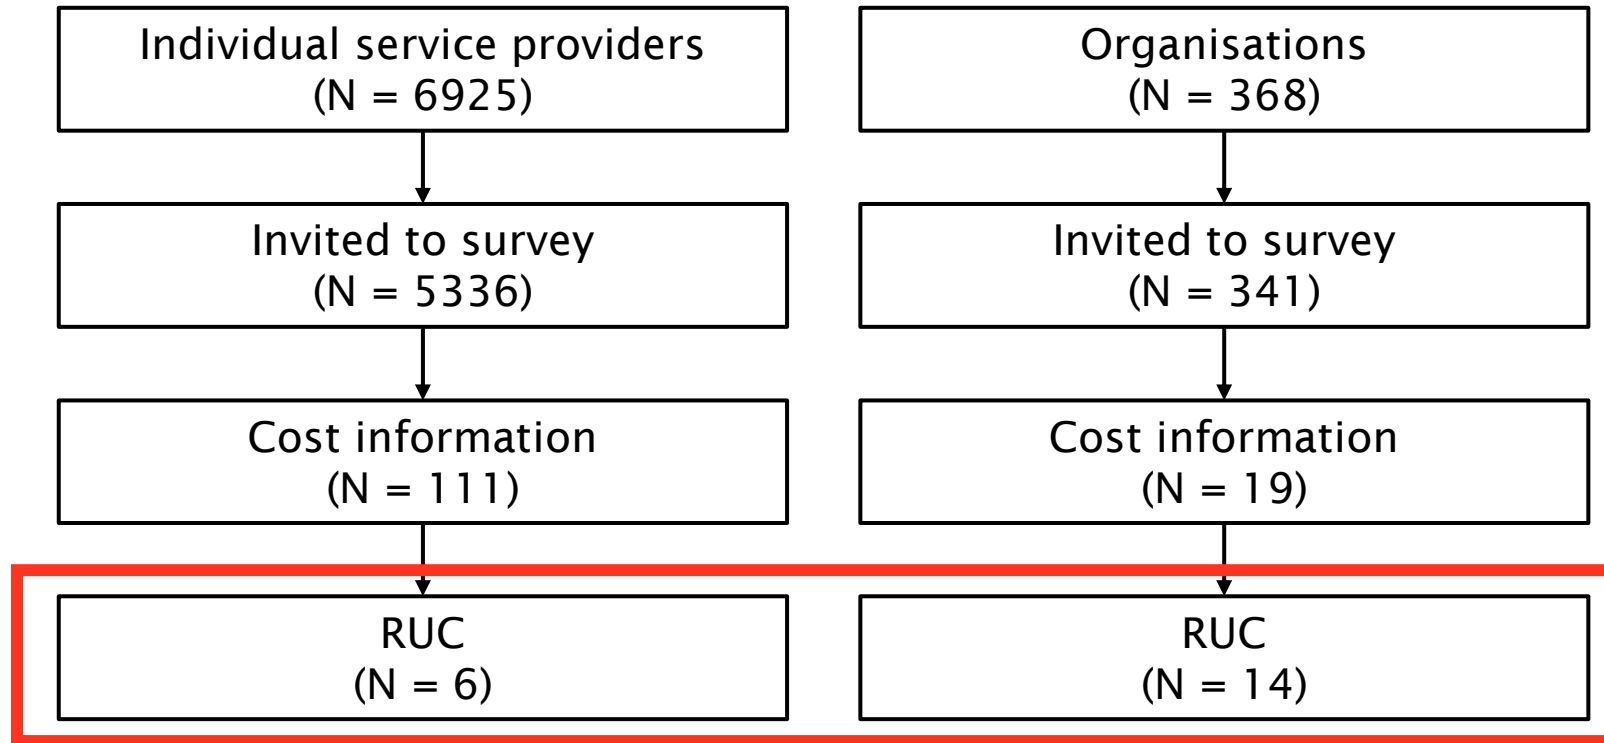 Individual service providers
(N = 6925)
Organisations
(N = 368)
Invited to survey
(N = 5336)
Invited to survey
(N = 341)
Cost information
(N = 111)
Cost information
(N = 19)
RUC
(N = 6)
RUC
(N = 14)